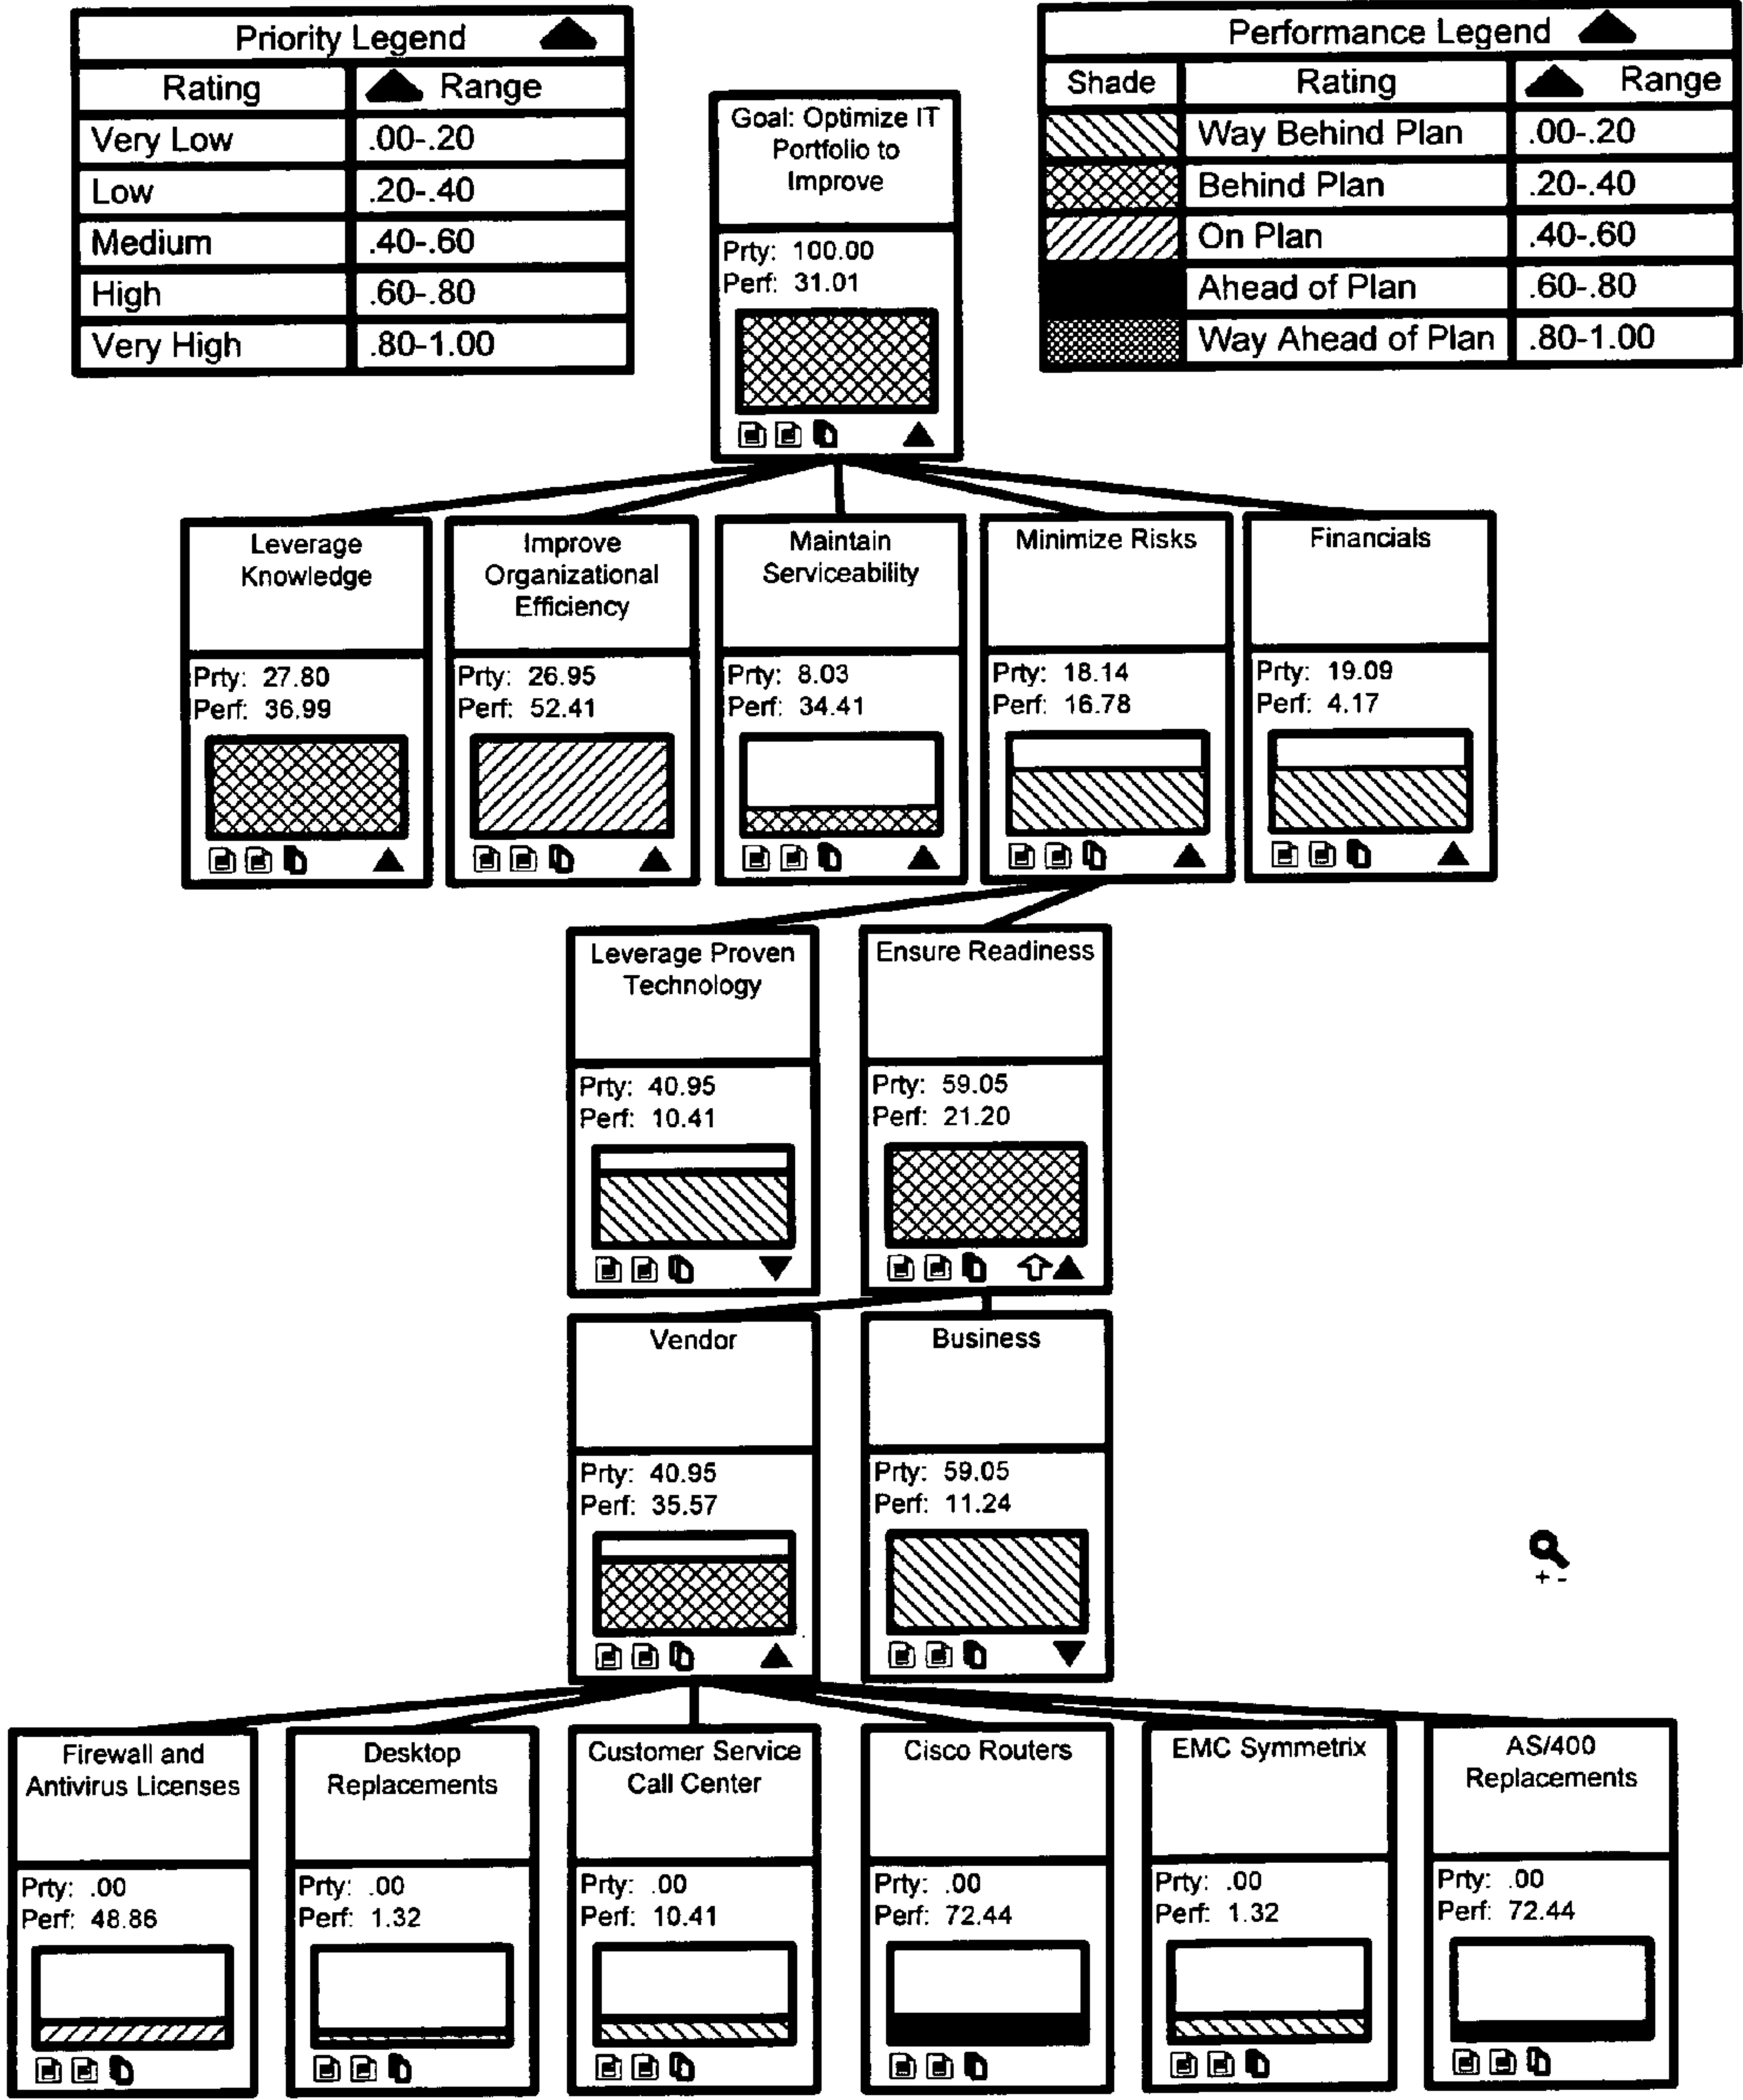 Priority Legend
Rating Range
Very Low .00-.20
Low .20-.40
Medium .40-.60
High .60-.80
Very High .80-1.00
Performance Legend
Shade Rating Range
Way Behind Plan .00-.20
Behind Plan .20-.40
On Plan .40-.60
Ahead of Plan .60-.80
Way Ahead of Plan .80-1.00
Goal: Optimize IT
Portfolio to
Improve
Prty: 100.00
Perf: 31.01
Leverage
Knowledge
Prty: 27.80
Perf: 36.99
Improve
Organizational
Efficiency
Prty: 26.95
Perf: 52.41
Maintain
Serviceability
Prty: 8.03
Perf: 34.41
Minimize Risks
Prty: 18.14
Perf: 16.78
Financials
Prty: 19.09
Perf: 4.17
Leverage Proven
Technology
Prty: 40.95
Perf: 10.41
Ensure Readiness
Prty: 59.05
Perf: 21.20
Vendor
Prty: 40.95
Perf: 35.57
Business
Prty: 59.05
Perf: 11.24
+ -
Firewall and
Antivirus Licenses
Prty: .00
Perf: 48.86
Desktop
Replacements
Prty: .00
Perf: 1.32
Customer Service
Call Center
Prty: .00
Perf: 10.41
Cisco Routers
Prty: .00
Perf: 72.44
EMC Symmetrix
Prty: .00
Perf: 1.32
AS/400
Replacements
Prty: .00
Perf: 72.44